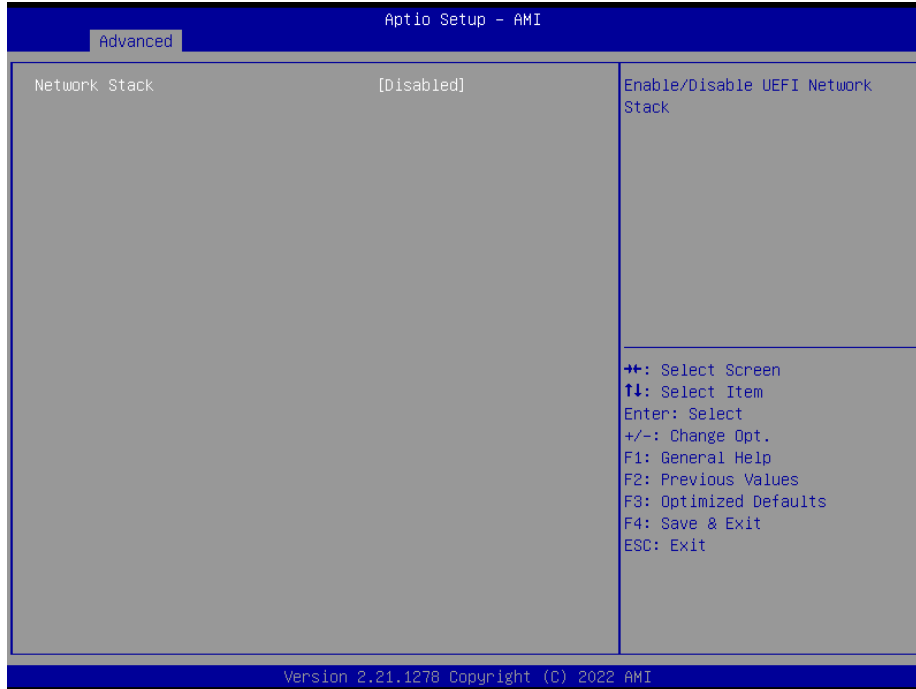 Aptio Setup – AMI
Advanced
Network Stack [Disabled]
Enable/Disable UEFI Network
Stack
→←: Select Screen
↑↓: Select Item
Enter: Select
+/-: Change Opt.
F1: General Help
F2: Previous Values
F3: Optimized Defaults
F4: Save & Exit
ESC: Exit
Version 2.21.1278 Copyright (C) 2022 AMI